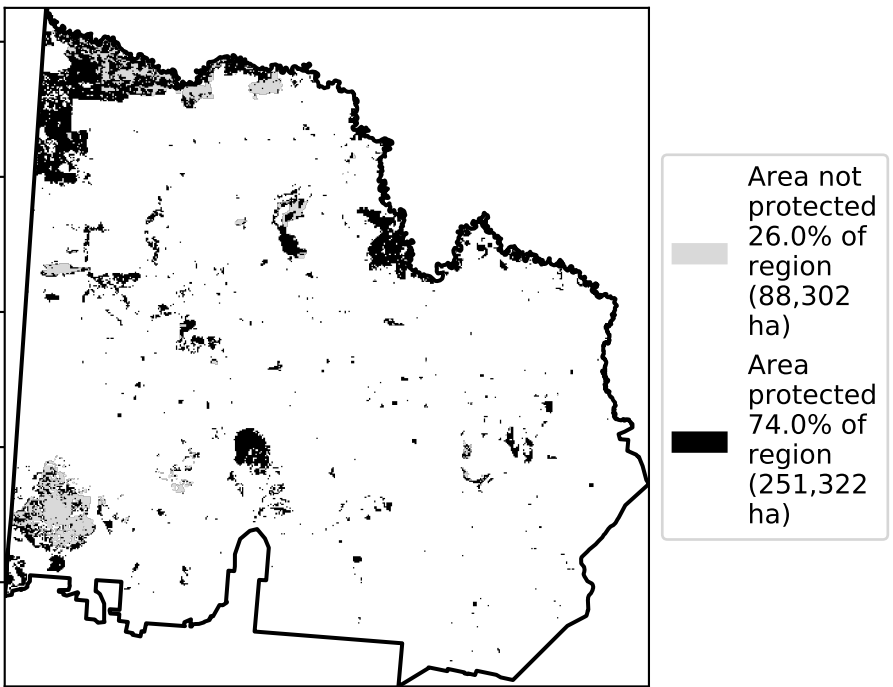 Area not
protected
26.0% of
region
(88,302
ha)
Area
protected
74.0% of
region
(251,322
ha)